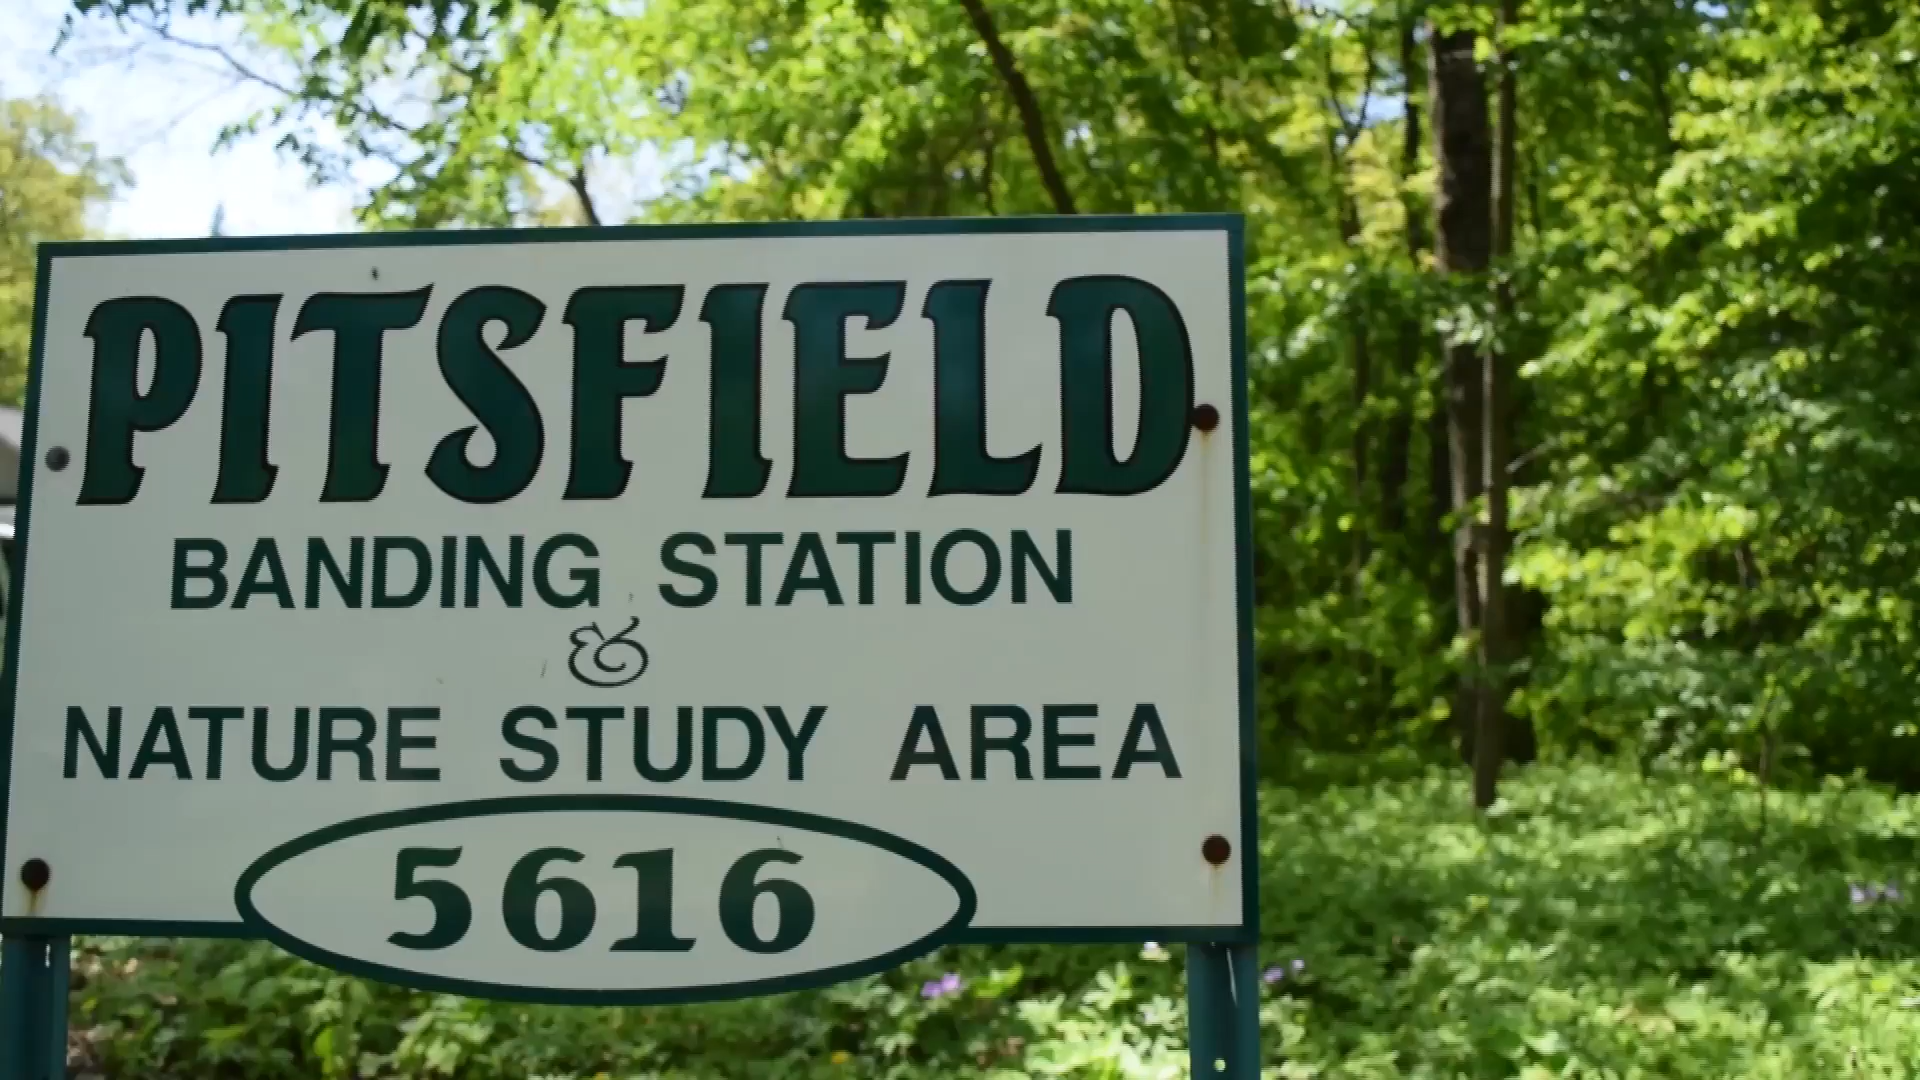 PITSFIELD
BANDING STATION
&
NATURE STUDY AREA
5616